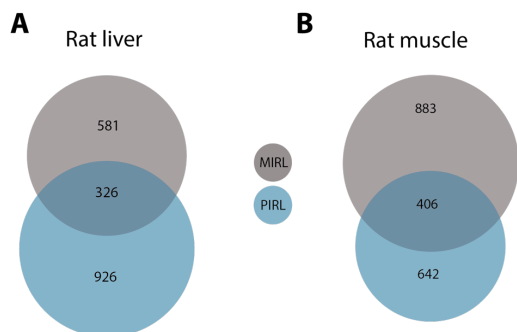 A
Rat liver
581
326
926
MIRL
PIRL
B
Rat muscle
883
406
642